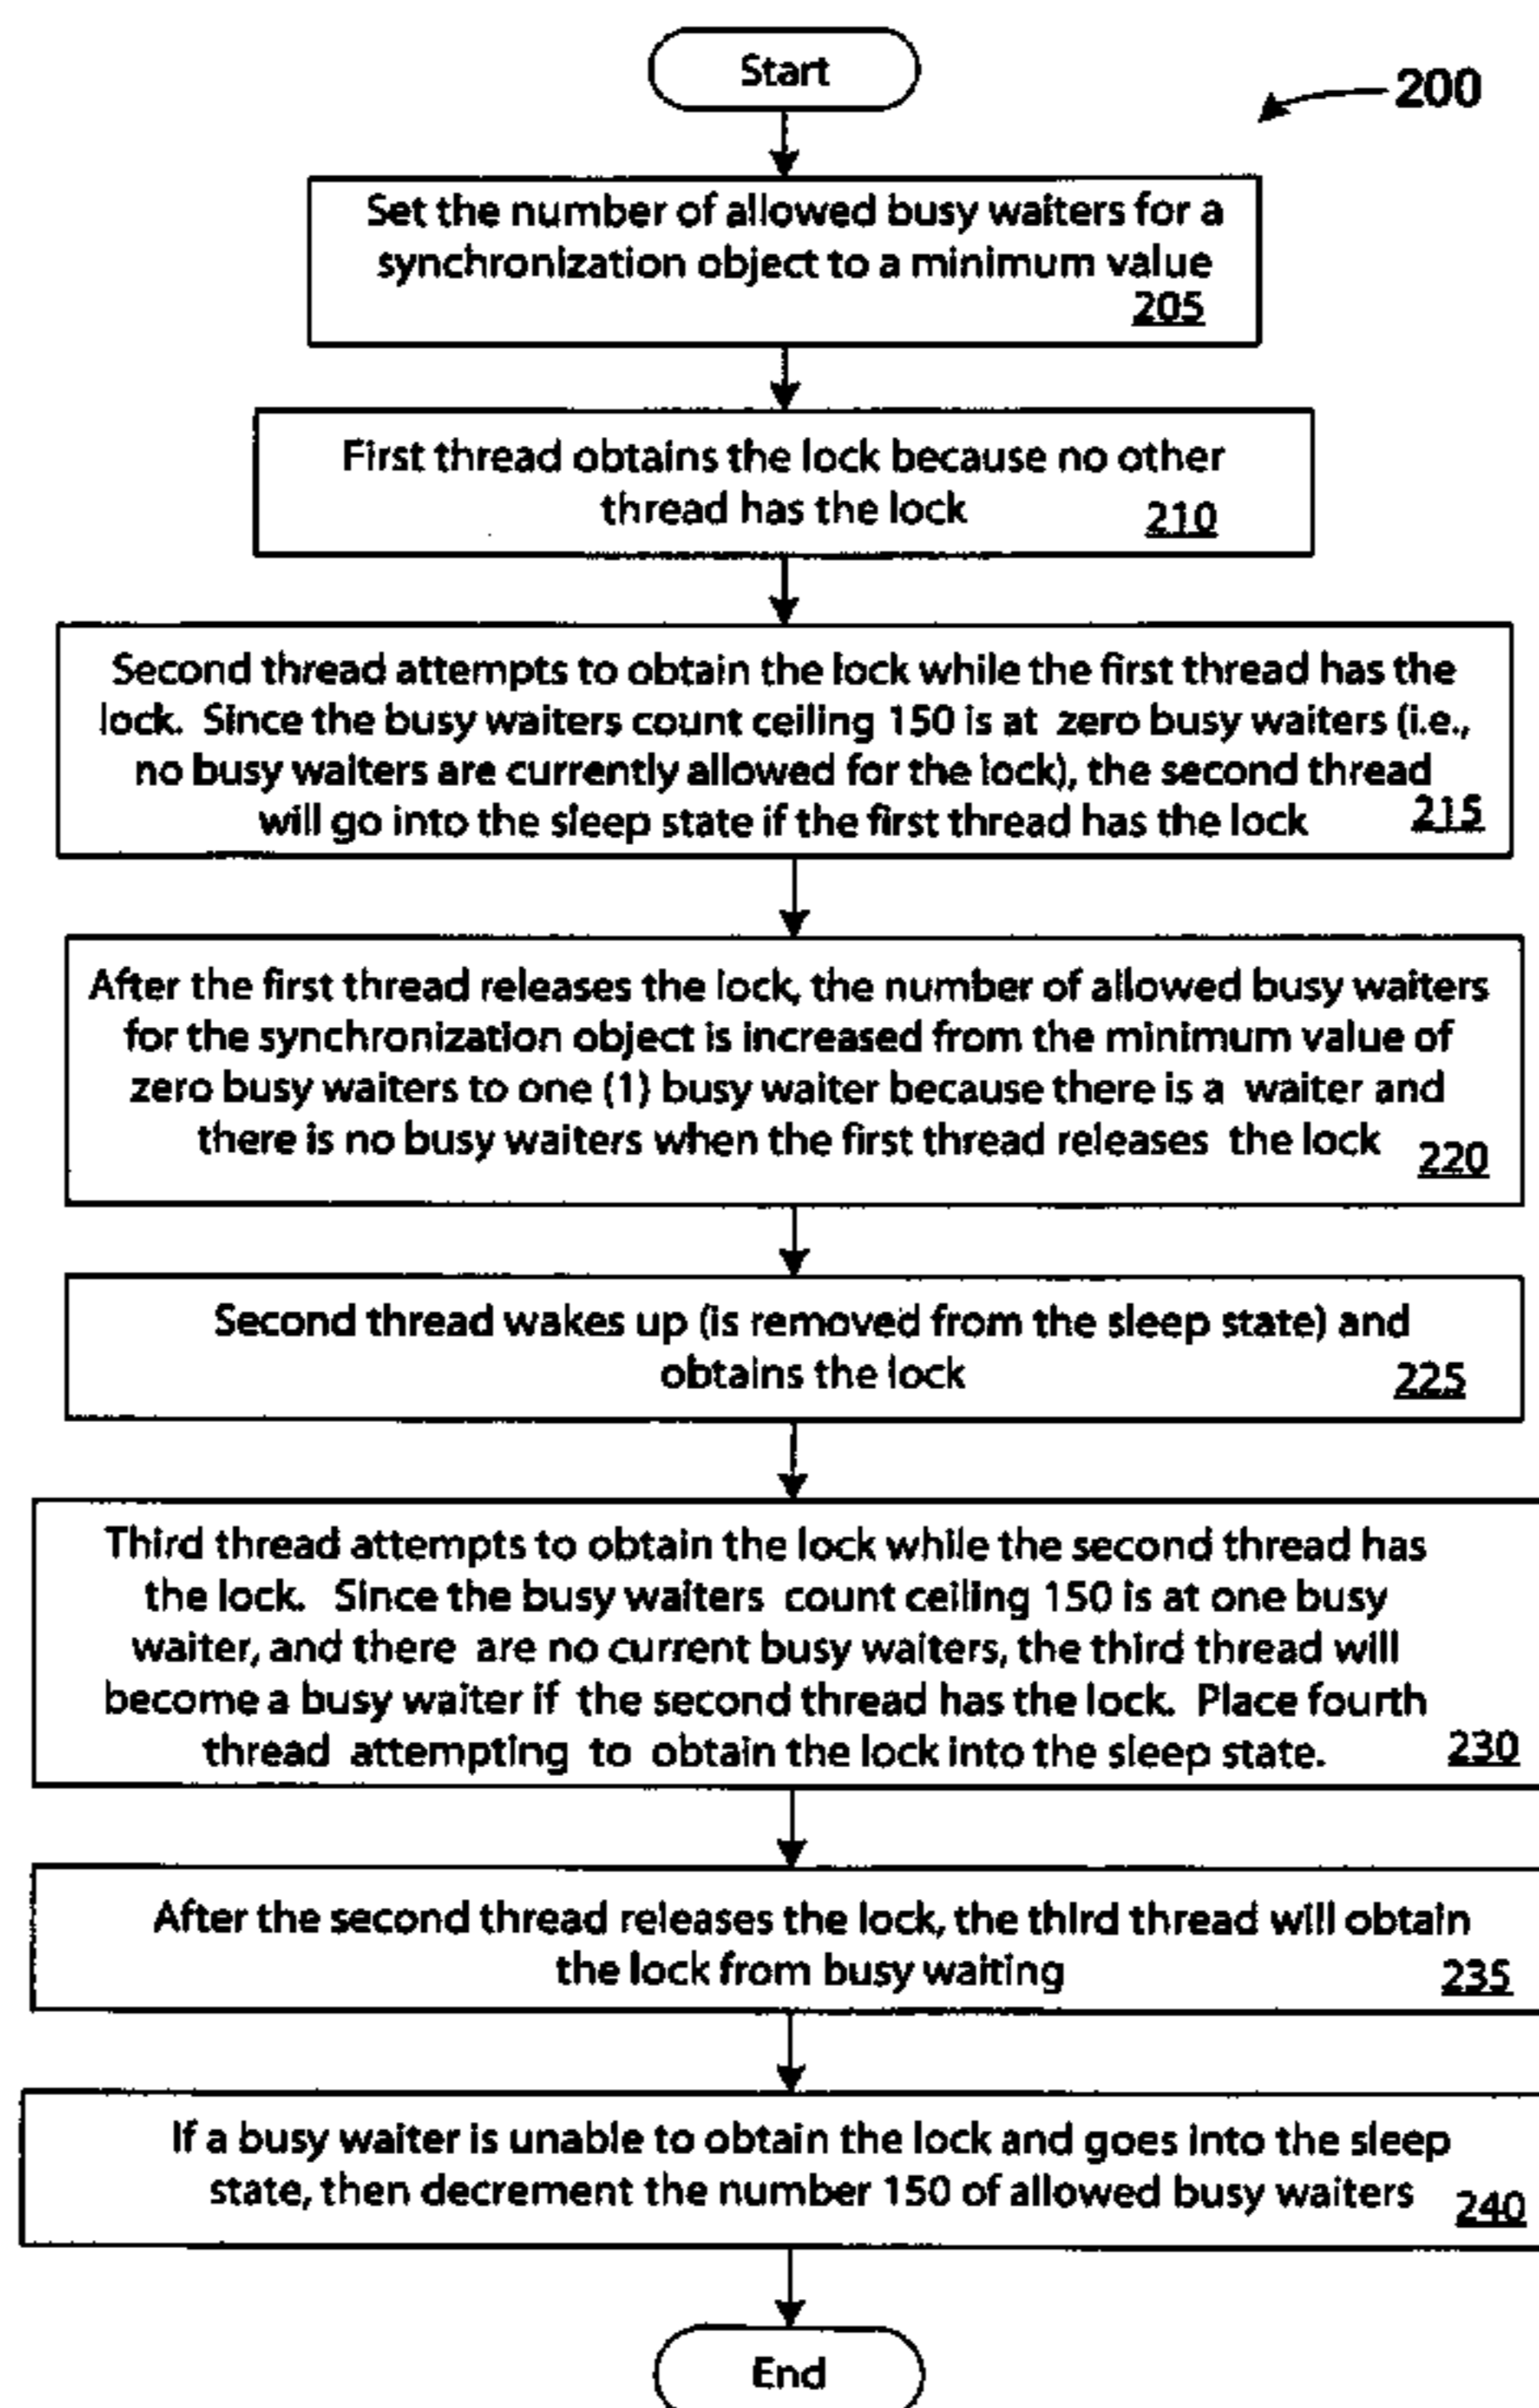 Start
200
Set the number of allowed busy waiters for a
synchronization object to a minimum value
205
First thread obtains the lock because no other
thread has the lock
210
Second thread attempts to obtain the lock while the first thread has the
lock. Since the busy waiters count ceiling 150 is at zero busy waiters (i.e.,
no busy waiters are currently allowed for the lock), the second thread
will go into the sleep state if the first thread has the lock
215
After the first thread releases the lock, the number of allowed busy waiters
for the synchronization object is increased from the minimum value of
zero busy waiters to one (1) busy waiter because there is a waiter and
there is no busy waiters when the first thread releases the lock
220
Second thread wakes up (is removed from the sleep state) and
obtains the lock
225
Third thread attempts to obtain the lock while the second thread has
the lock. Since the busy waiters count ceiling 150 is at one busy
waiter, and there are no current busy waiters, the third thread will
become a busy waiter if the second thread has the lock. Place fourth
thread attempting to obtain the lock into the sleep state.
230
After the second thread releases the lock, the third thread will obtain
the lock from busy waiting
235
If a busy waiter is unable to obtain the lock and goes into the sleep
state, then decrement the number 150 of allowed busy waiters
240
End